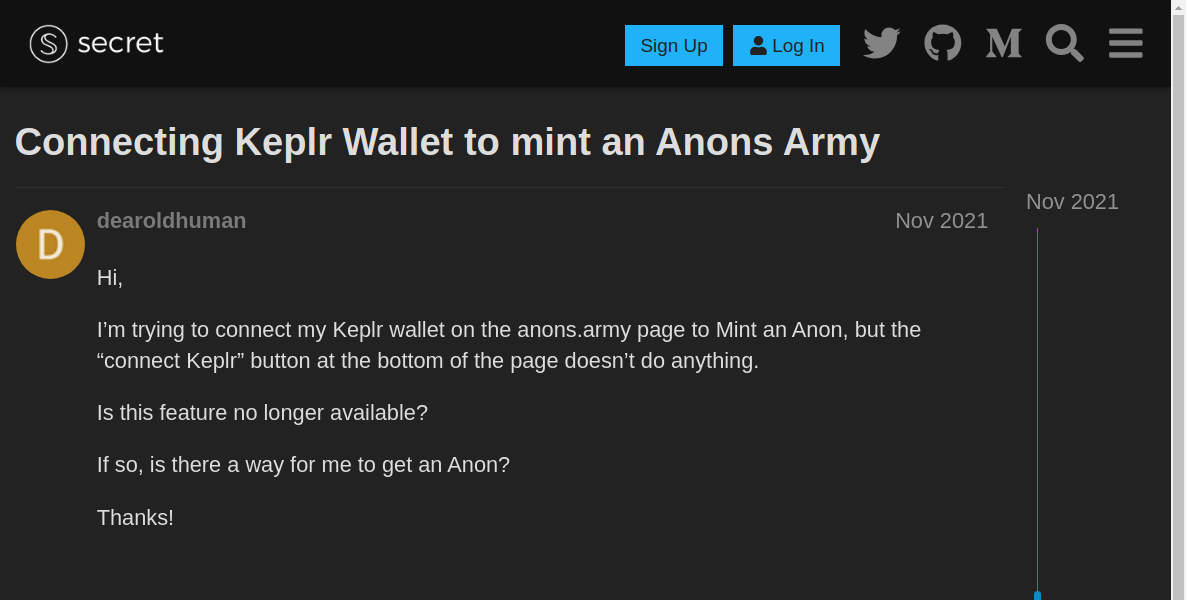 secret
Sign Up
Log In
Connecting Keplr Wallet to mint an Anons Army
Nov 2021
D
dearoldhuman
Nov 2021
Hi,
I’m trying to connect my Keplr wallet on the anons.army page to Mint an Anon, but the
“connect Keplr” button at the bottom of the page doesn’t do anything.
Is this feature no longer available?
If so, is there a way for me to get an Anon?
Thanks!